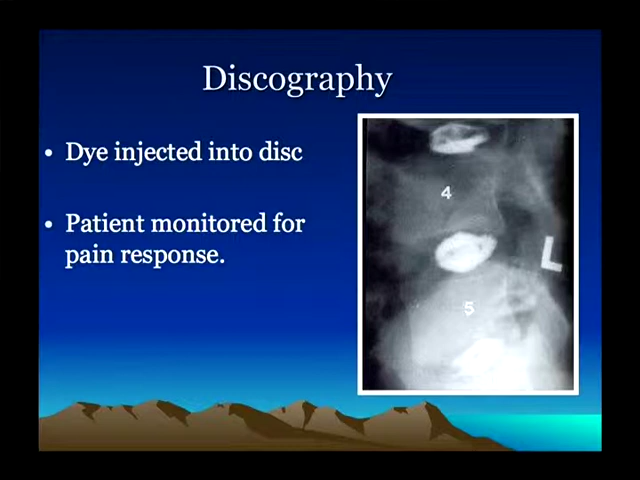 Discography
• Dye injected into disc
• Patient monitored for
pain response.
4
L
5